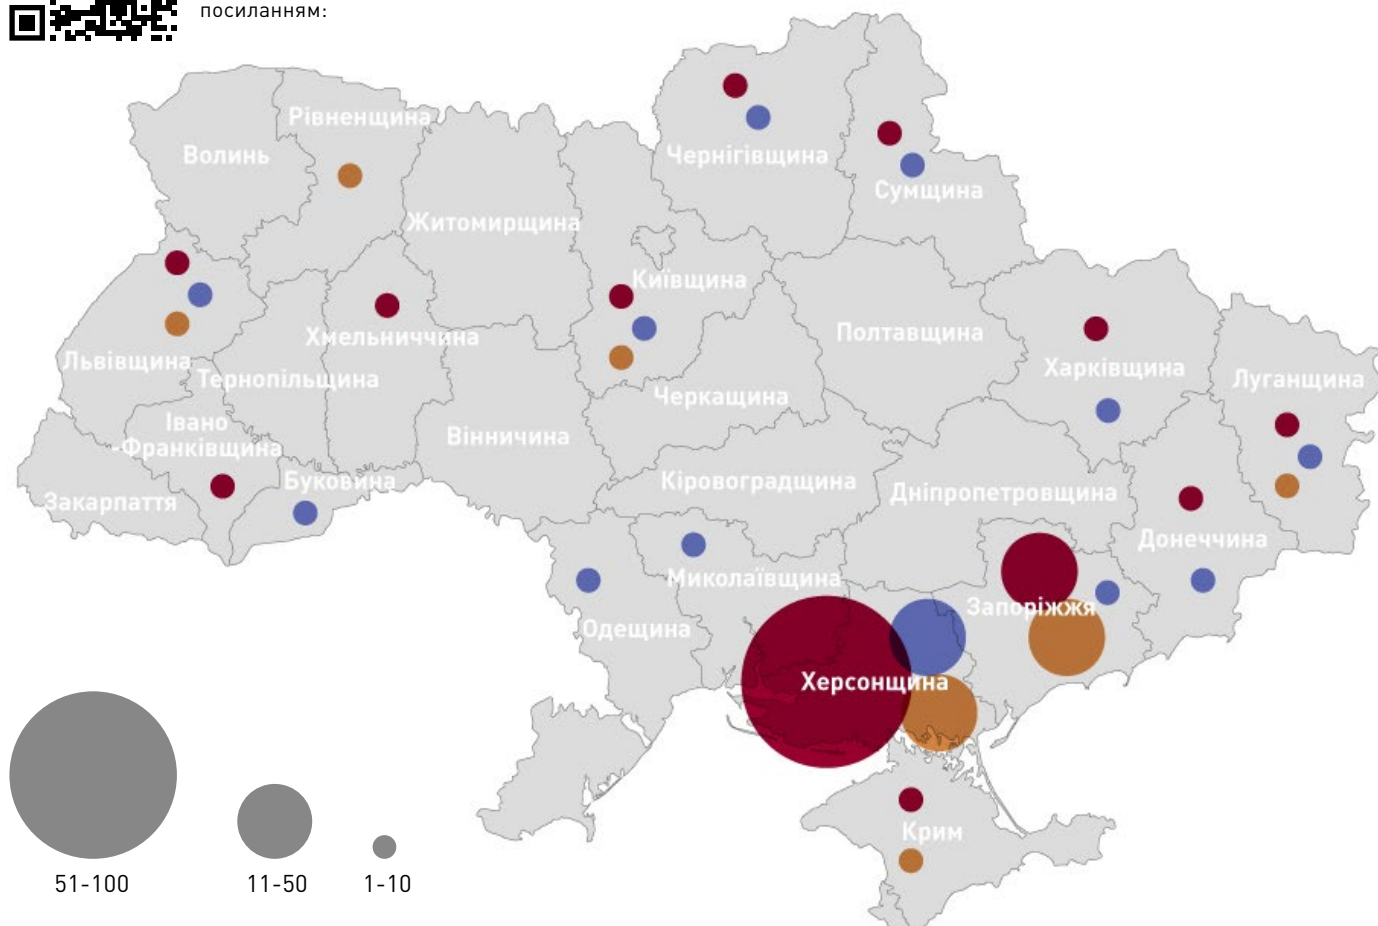 посиланням:
Рівненщина
Волинь
Чернігівщина
Сумщина
Житомирщина
Київщина
Хмельниччина
Полтавщина
Львівщина
Тернопільщина
Харківщина
Луганщина
Черкащина
Івано
-Франківщина
Вінничина
Буковина
Закарпаття
Кіровоградщина
Дніпропетровщина
Донеччина
Миколаївщина
Запоріжжя
Одещина
Херсонщина
Крим
51-100
11-50
1-10